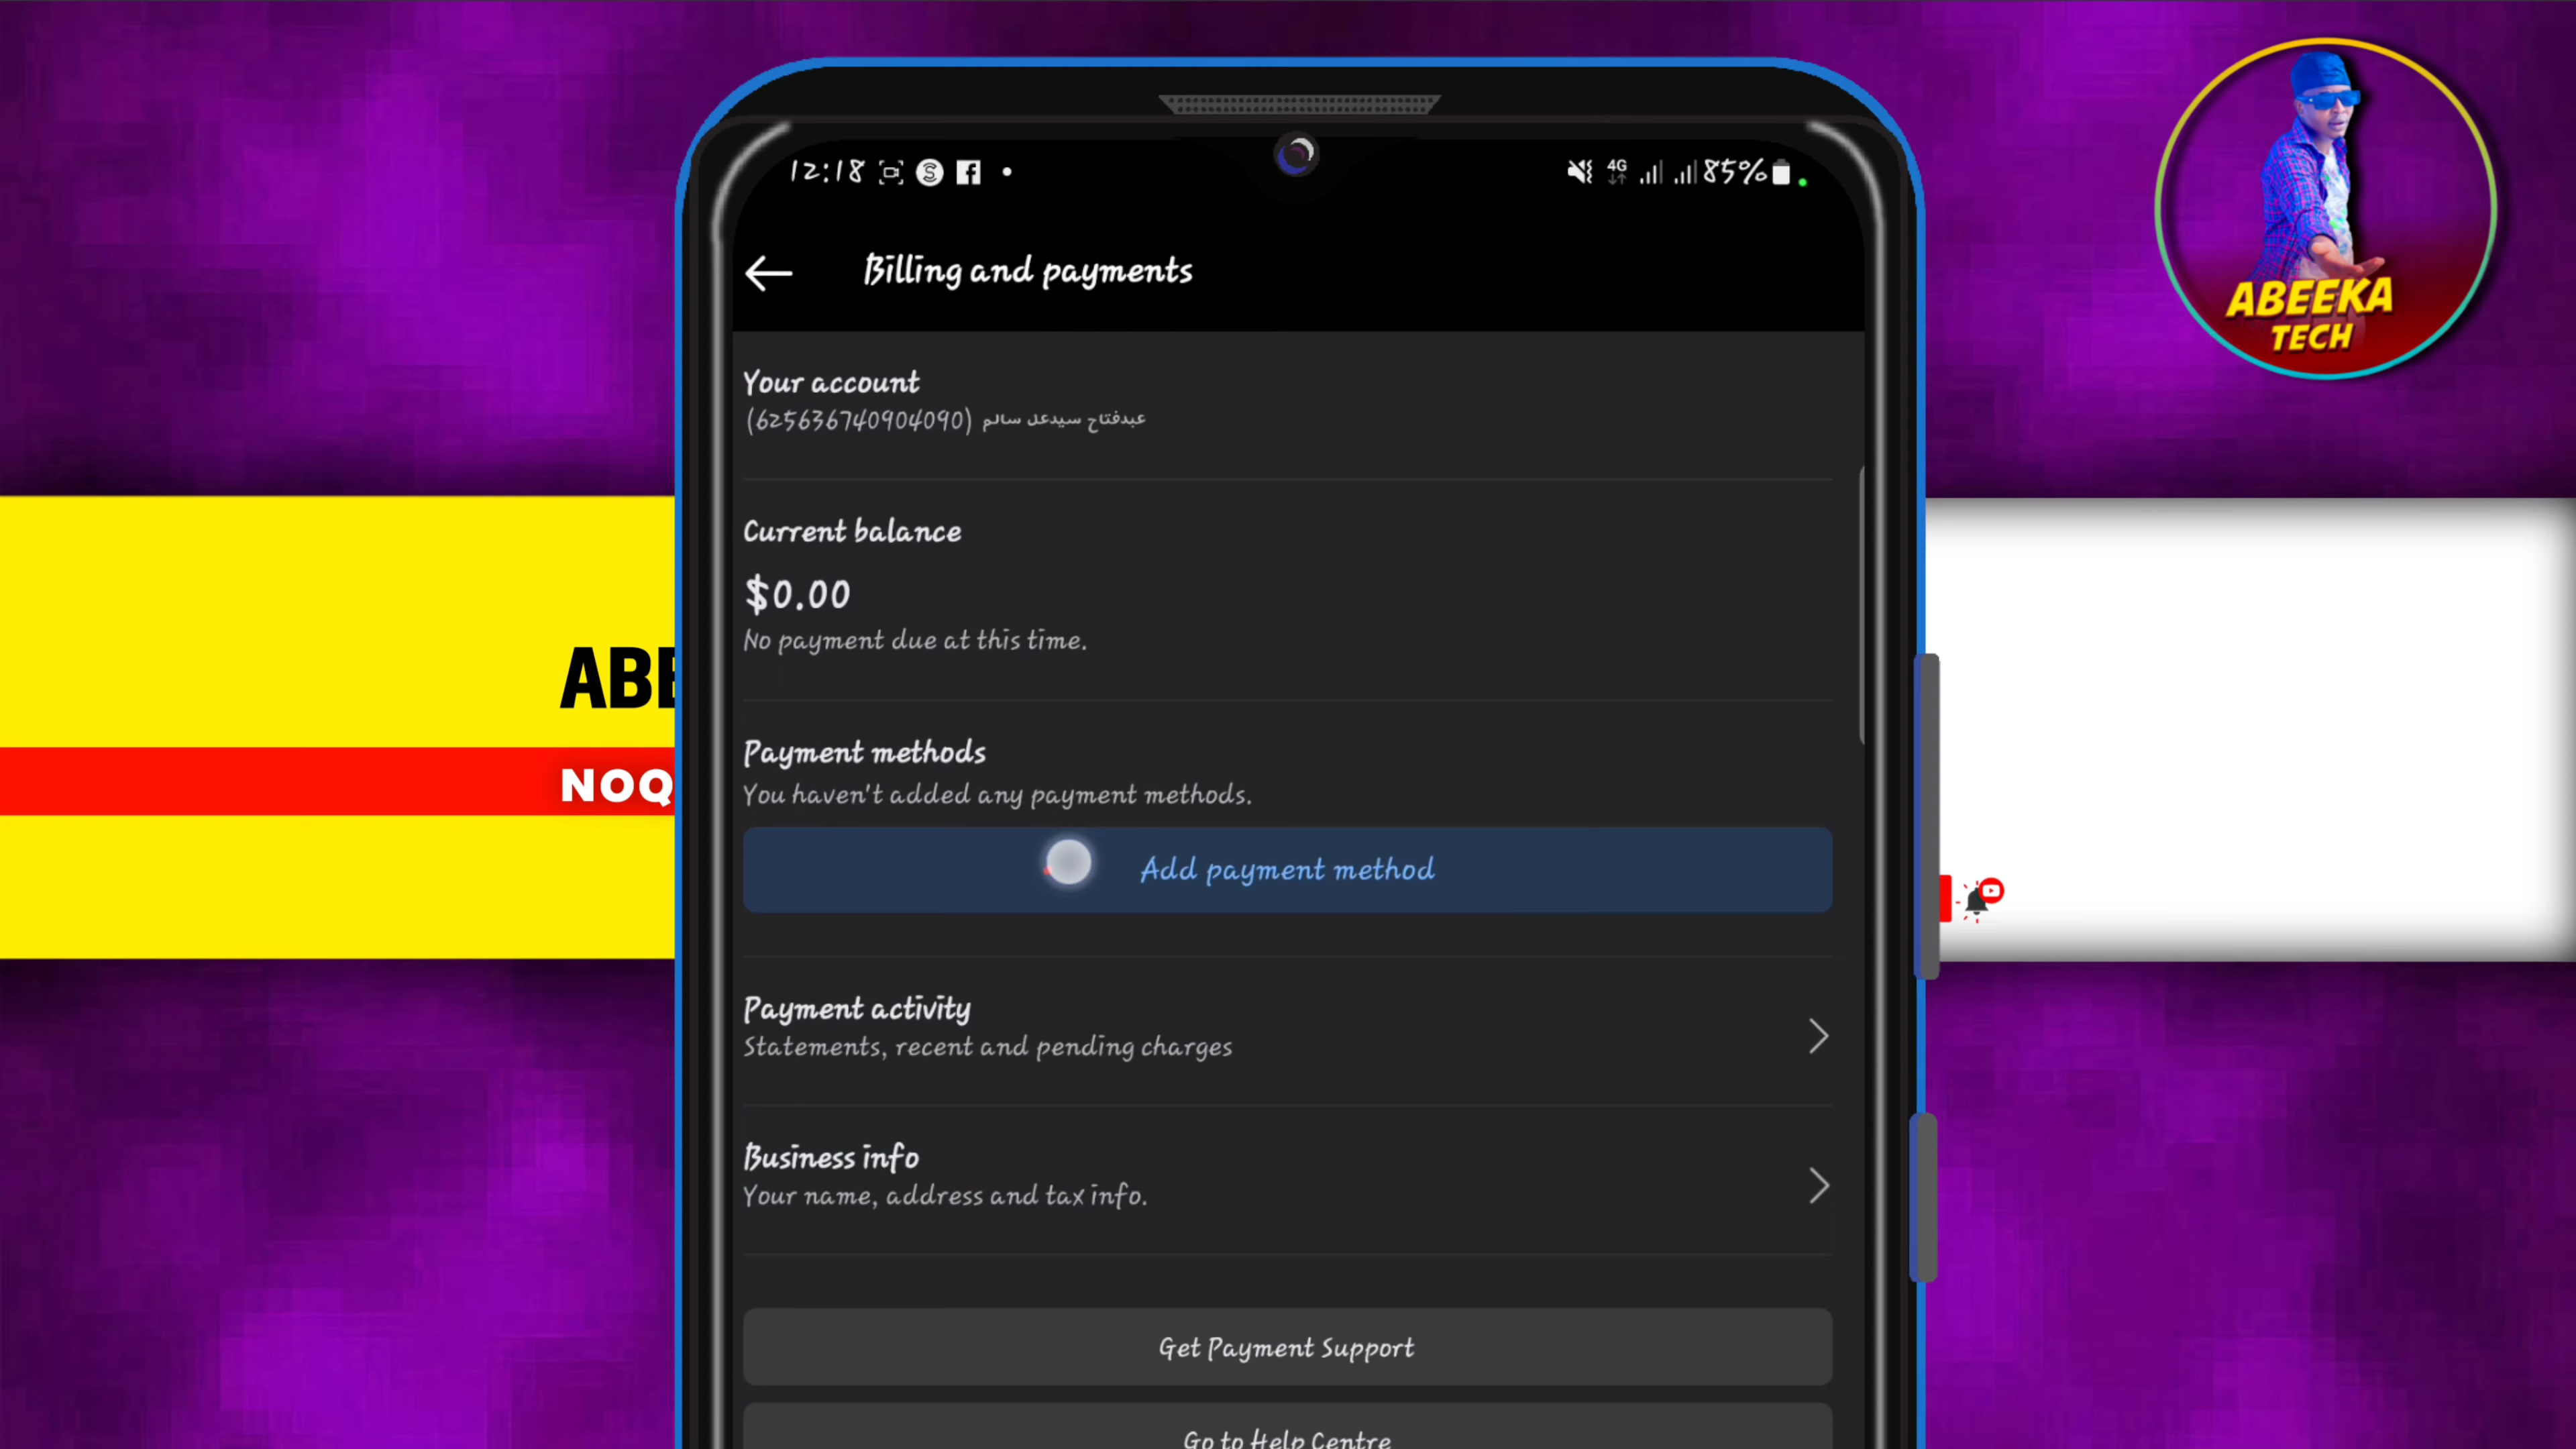 ABEEKA
TECH
12:18
4G
85%
Billing and payments
Your account
(625636740904090) عبدفتاح سيدعل سالم
Current balance
$0.00
No payment due at this time.
Payment methods
You haven't added any payment methods.
Add payment method
Payment activity
Statements, recent and pending charges
Business info
Your name, address and tax info.
Get Payment Support
Go to Help Centre
ABE
NOQ